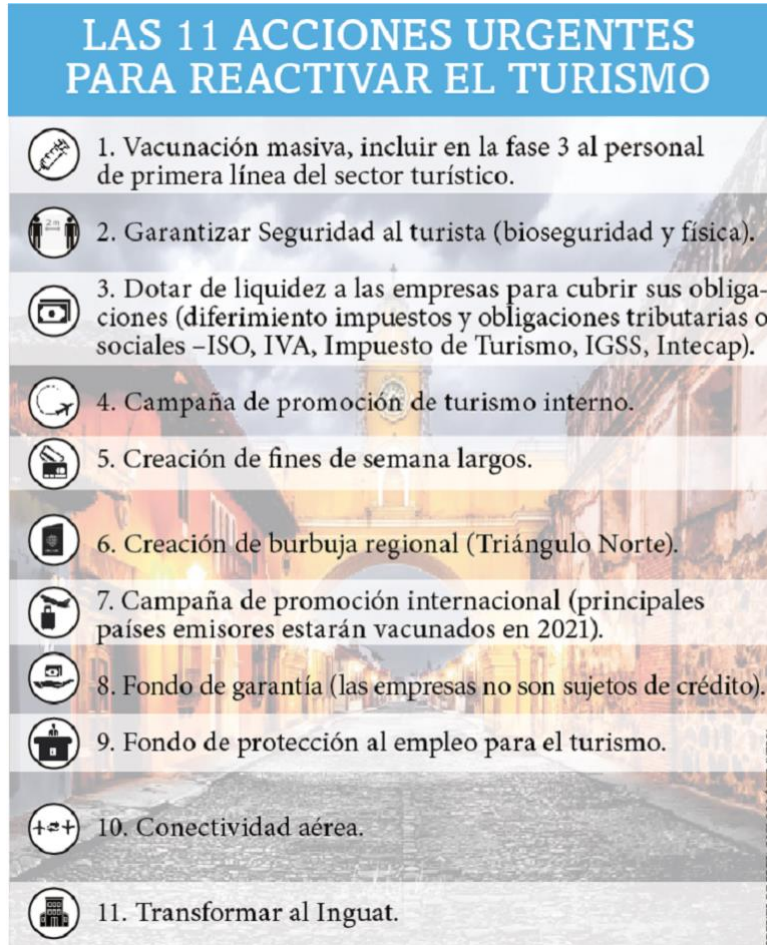 LAS 11 ACCIONES URGENTES
PARA REACTIVAR EL TURISMO
1. Vacunación masiva, incluir en la fase 3 al personal
de primera línea del sector turístico.
2 m
2. Garantizar Seguridad al turista (bioseguridad y física).
3. Dotar de liquidez a las empresas para cubrir sus obliga-
ciones (diferimiento impuestos y obligaciones tributarias o
sociales –ISO, IVA, Impuesto de Turismo, IGSS, Intecap).
4. Campaña de promoción de turismo interno.
5. Creación de fines de semana largos.
6. Creación de burbuja regional (Triángulo Norte).
7. Campaña de promoción internacional (principales
países emisores estarán vacunados en 2021).
8. Fondo de garantía (las empresas no son sujetos de crédito).
9. Fondo de protección al empleo para el turismo.
10. Conectividad aérea.
11. Transformar al Inguat.